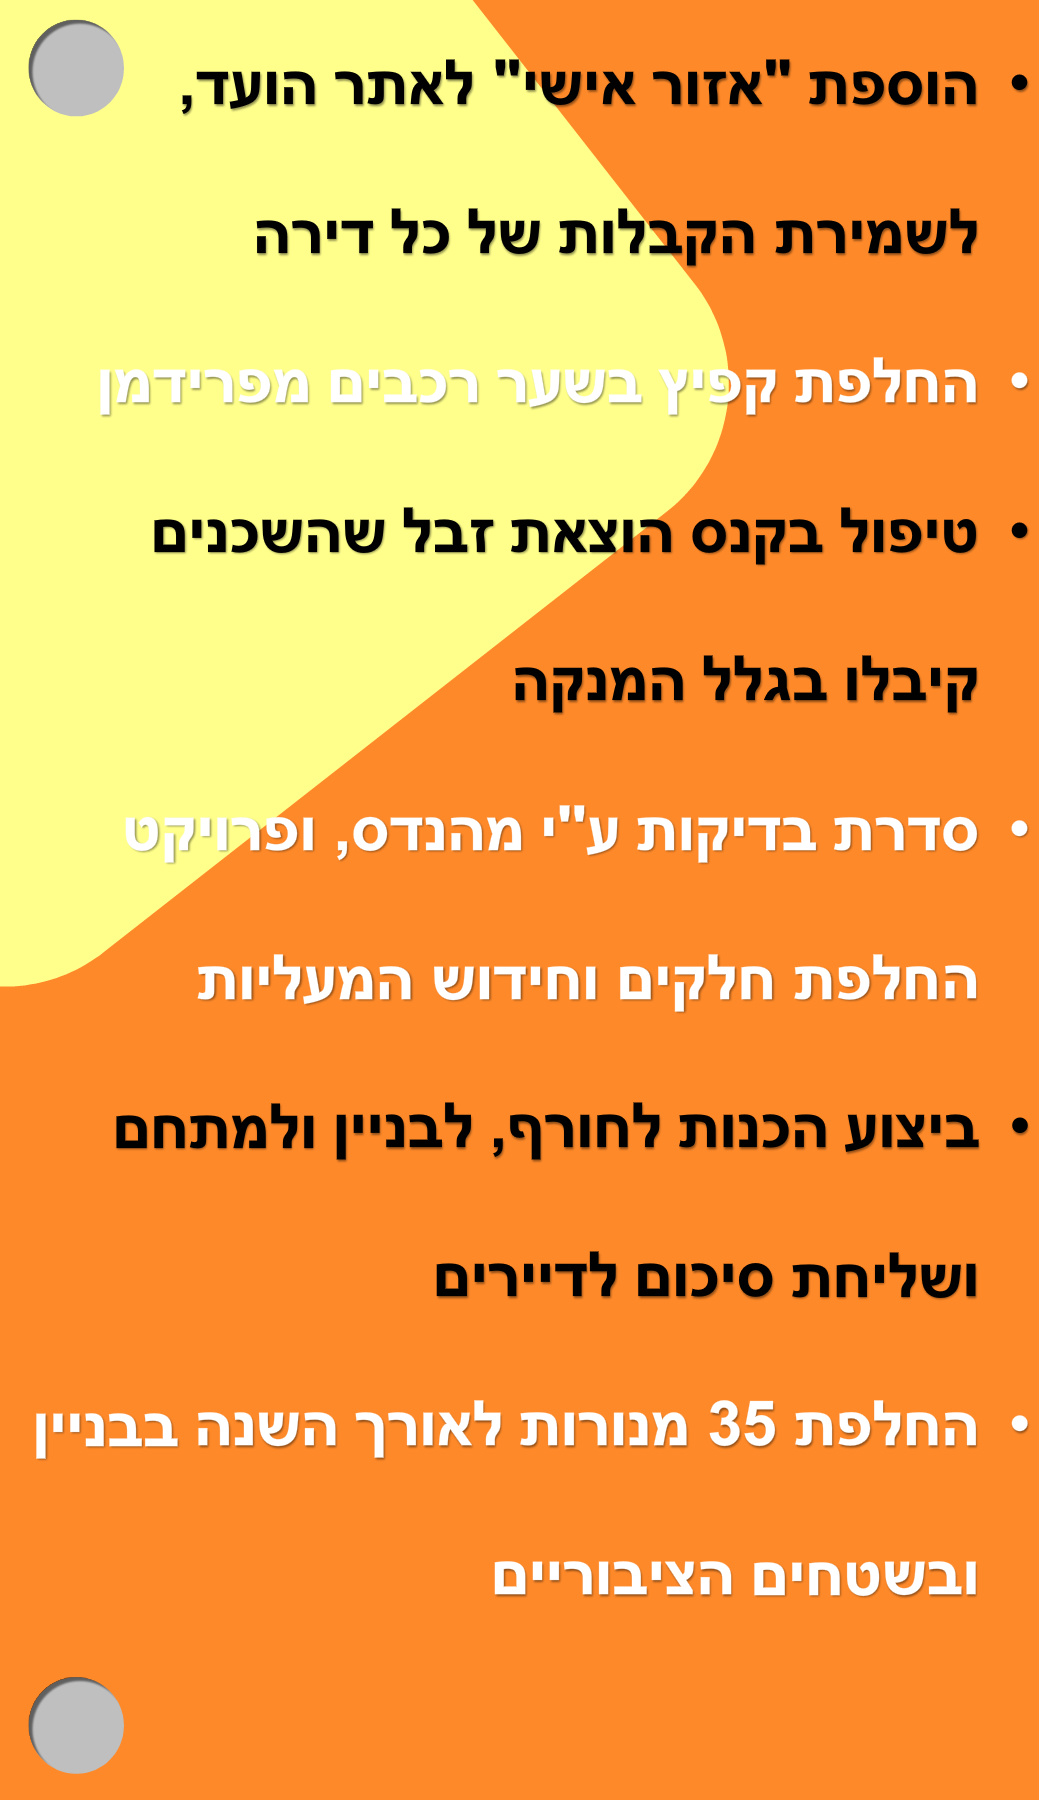 • הוספת "אזור אישי" לאתר הועד,
לשמירת הקבלות של כל דירה
• החלפת קפיץ בשער רכבים מפרידמן
• טיפול בקנס הוצאת זבל שהשכנים
קיבלו בגלל המנקה
• סדרת בדיקות ע"י מהנדס, ופרויקט
החלפת חלקים וחידוש המעליות
• ביצוע הכנות לחורף, לבניין ולמתחם
ושליחת סיכום לדיירים
• החלפת 35 מנורות לאורך השנה בבניין
ובשטחים הציבוריים